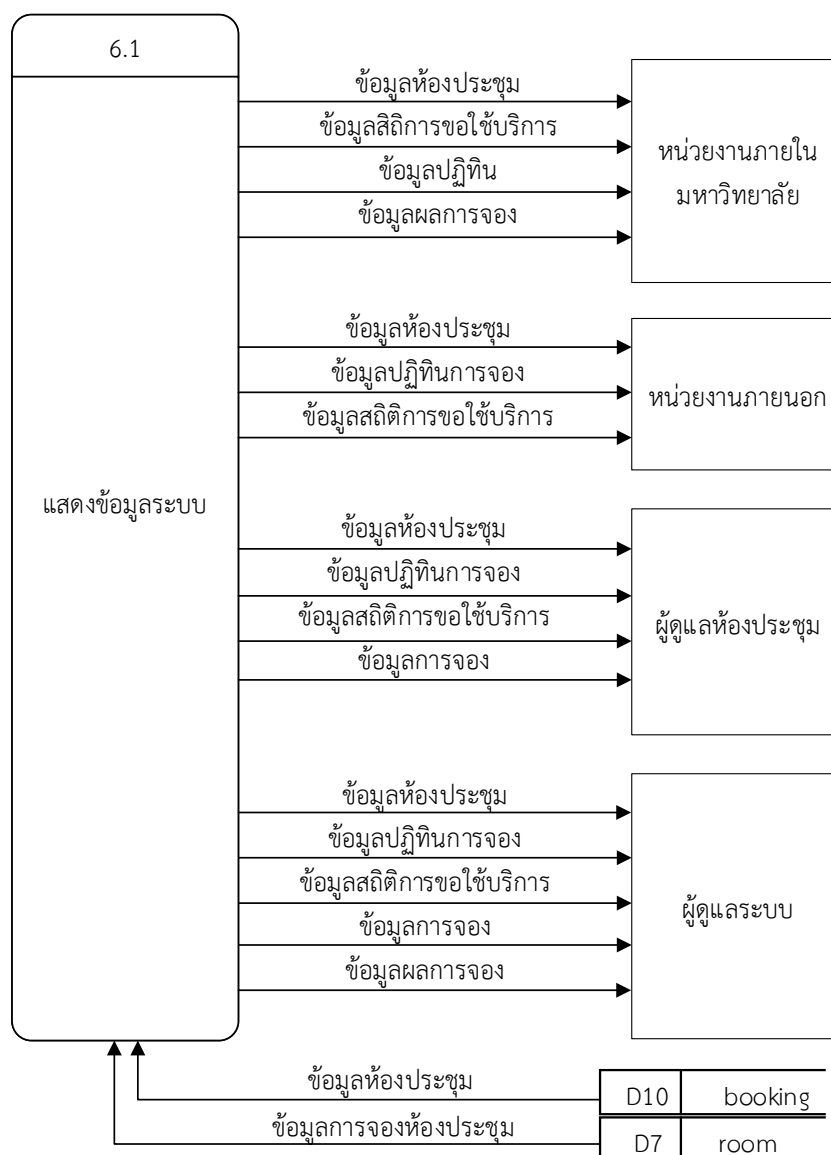 6.1
แสดงข้อมูลระบบ
ข้อมูลห้องประชุม
ข้อมูลสิถิการขอใช้บริการ
ข้อมูลปฏิทิน
ข้อมูลผลการจอง
หน่วยงานภายใน
มหาวิทยาลัย
ข้อมูลห้องประชุม
ข้อมูลปฏิทินการจอง
ข้อมูลสถิติการขอใช้บริการ
หน่วยงานภายนอก
ข้อมูลห้องประชุม
ข้อมูลปฏิทินการจอง
ข้อมูลสถิติการขอใช้บริการ
ข้อมูลการจอง
ผู้ดูแลห้องประชุม
ข้อมูลห้องประชุม
ข้อมูลปฏิทินการจอง
ข้อมูลสถิติการขอใช้บริการ
ข้อมูลการจอง
ข้อมูลผลการจอง
ผู้ดูแลระบบ
ข้อมูลห้องประชุม
D10 booking
ข้อมูลการจองห้องประชุม
D7 room